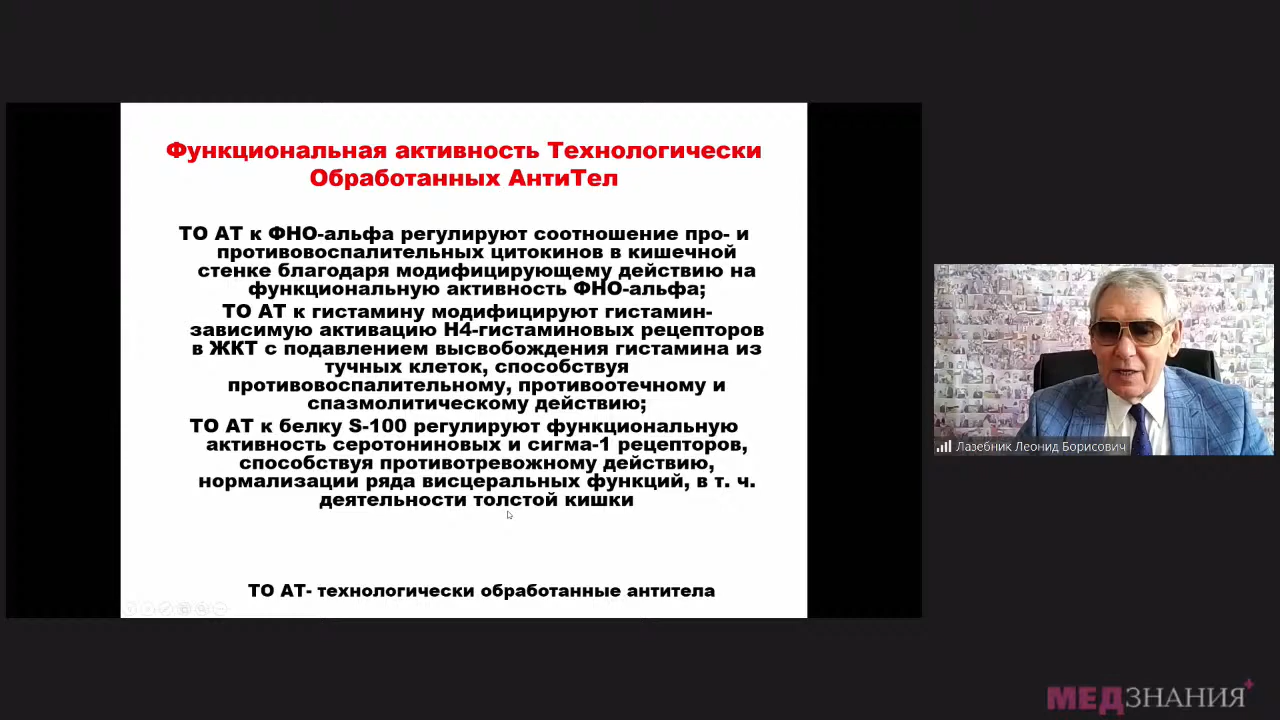 Функциональная активность Технологически
Обработанных АнтиТел
ТО АТ к ФНО-альфа регулируют соотношение про- и
противовоспалительных цитокинов в кишечной
стенке благодаря модифицирующему действию на
функциональную активность ФНО-альфа;
ТО АТ к гистамину модифицируют гистамин-
зависимую активацию Н4-гистаминовых рецепторов
в ЖКТ с подавлением высвобождения гистамина из
тучных клеток, способствуя
противовоспалительному, противоотечному и
спазмолитическому действию;
ТО АТ к белку S-100 регулируют функциональную
активность серотониновых и сигма-1 рецепторов,
способствуя противотревожному действию,
нормализации ряда висцеральных функций, в т. ч.
деятельности толстой кишки
ТО АТ- технологически обработанные антитела
Лазебник Леонид Борисович
МЕДЗНАНИЯ+